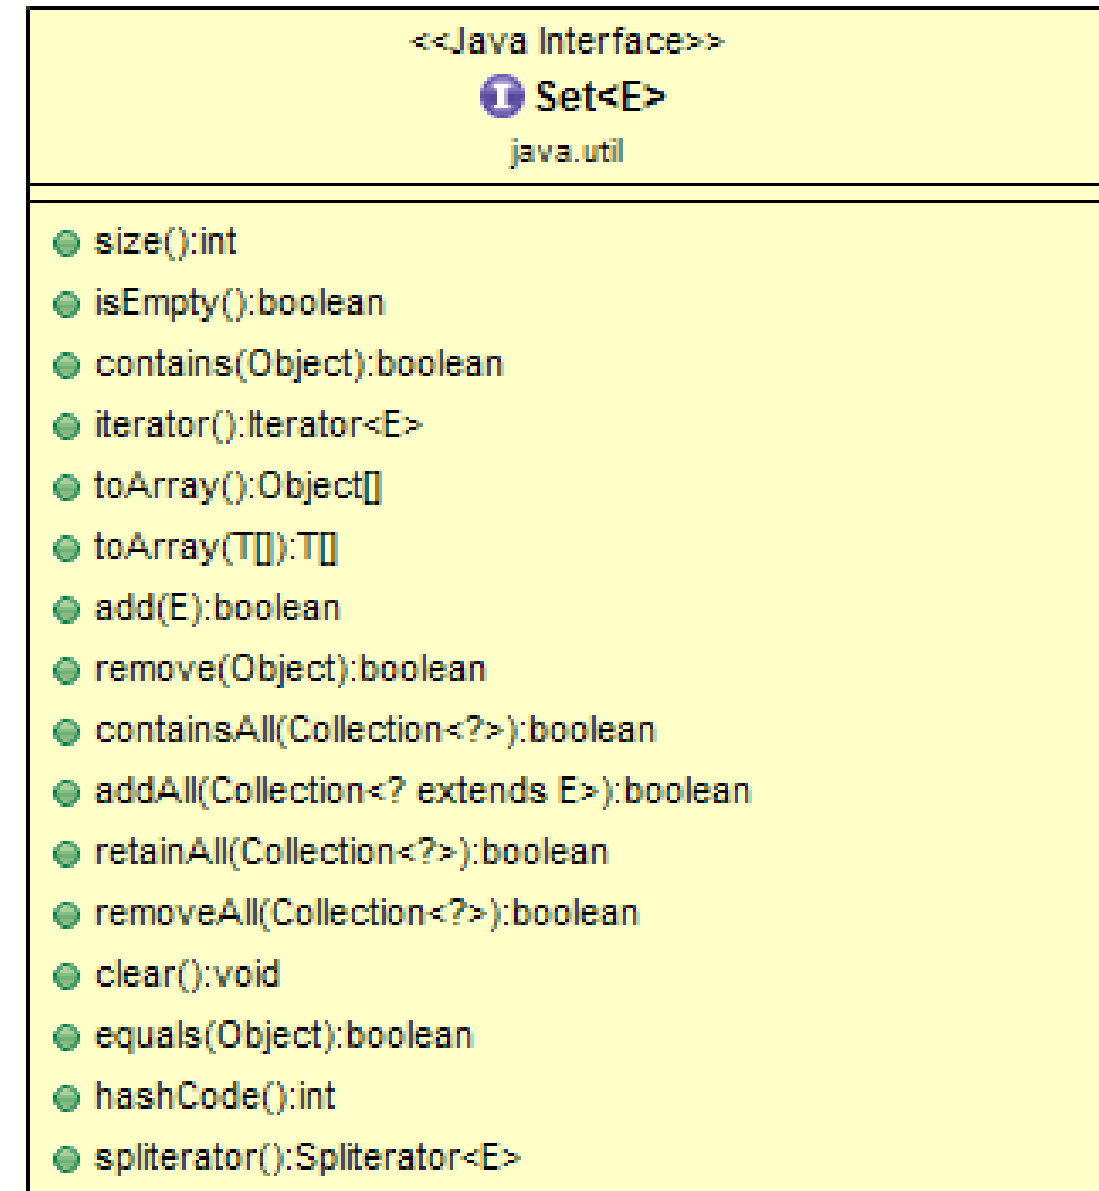 <<Java Interface>>
I Set<E>
java.util
size():int
isEmpty():boolean
contains(Object):boolean
iterator():Iterator<E>
toArray():Object[]
toArray(T[]):T[]
add(E):boolean
remove(Object):boolean
containsAll(Collection<?>):boolean
addAll(Collection<? extends E>):boolean
retainAll(Collection<?>):boolean
removeAll(Collection<?>):boolean
clear():void
equals(Object):boolean
hashCode():int
spliterator():Spliterator<E>